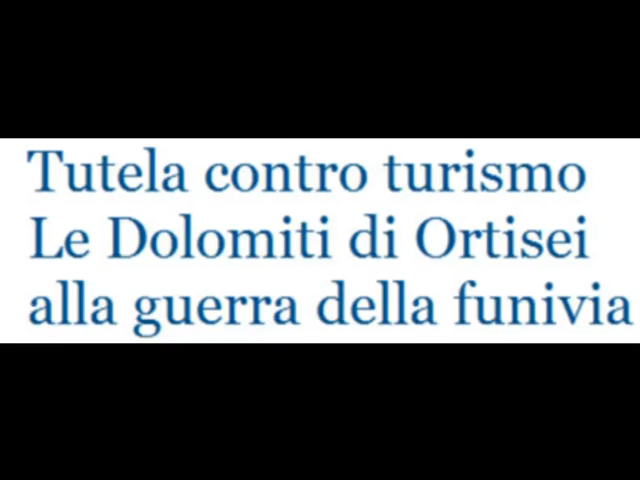 Tutela contro turismo
Le Dolomiti di Ortisei
alla guerra della funivia